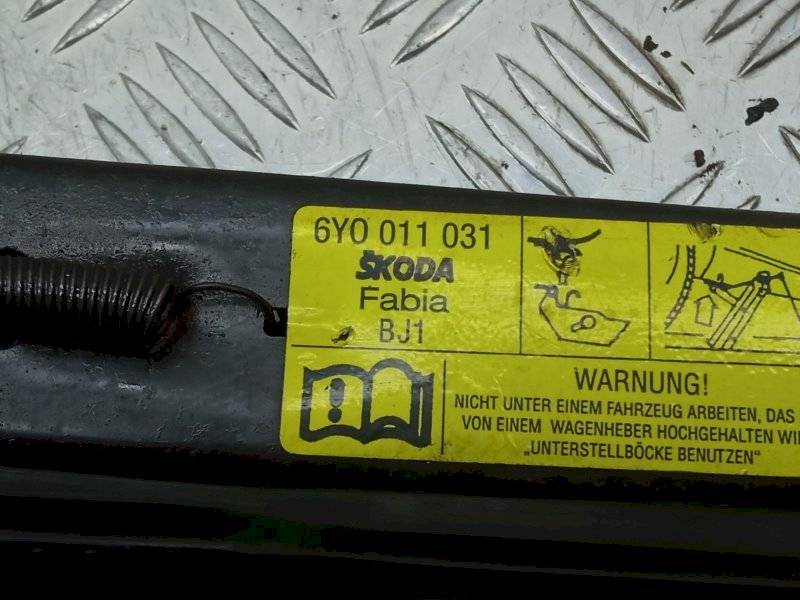 6Y0 011 031
ŠKODA
Fabia
BJ1
WARNUNG!
NICHT UNTER EINEM FAHRZEUG ARBEITEN, DAS
VON EINEM WAGENHEBER HOCHGEHALTEN WI
„UNTERSTELLBÖCKE BENUTZEN"